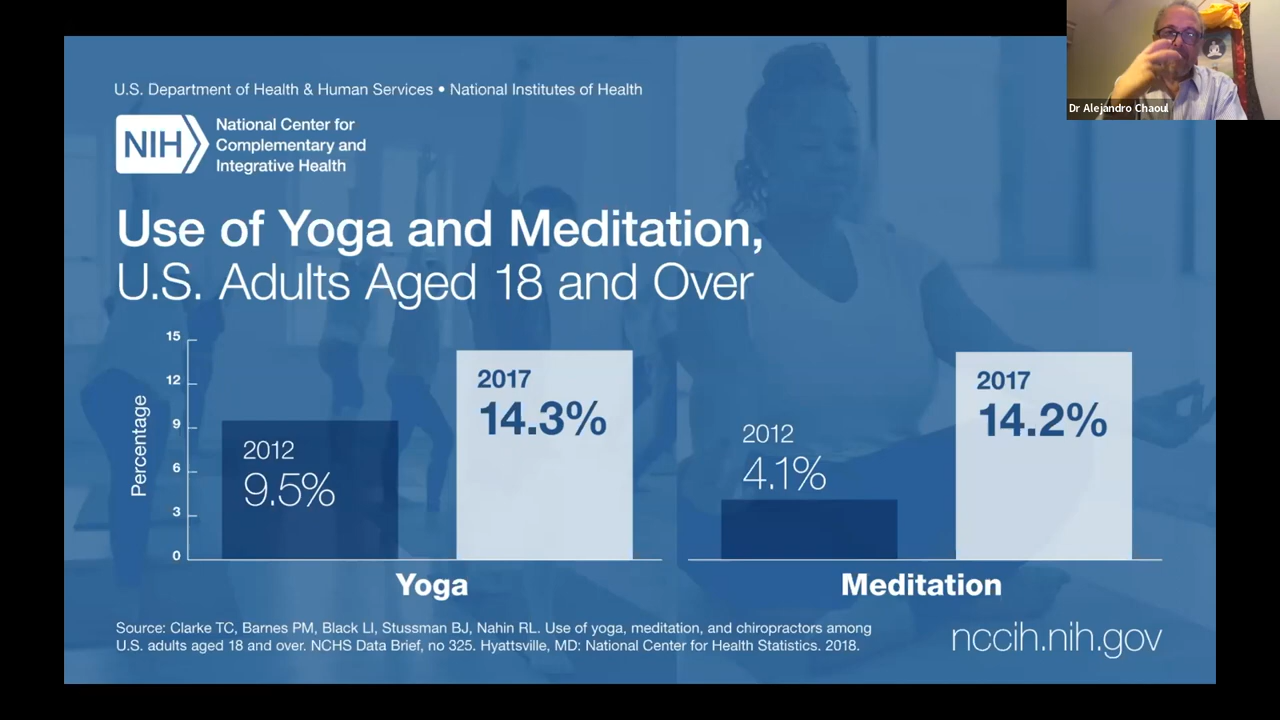 U.S. Department of Health & Human Services • National Institutes of Health
NIH
National Center for
Complementary and
Integrative Health
Dr Alejandro Chaoul
Use of Yoga and Meditation,
U.S. Adults Aged 18 and Over
Percentage
15
12
9
6
3
0
2012
9.5%
2017
14.3%
Yoga
2012
4.1%
2017
14.2%
Meditation
Source: Clarke TC, Barnes PM, Black LI, Stussman BJ, Nahin RL. Use of yoga, meditation, and chiropractors among
U.S. adults aged 18 and over. NCHS Data Brief, no 325. Hyattsville, MD: National Center for Health Statistics. 2018.
nccih.nih.gov